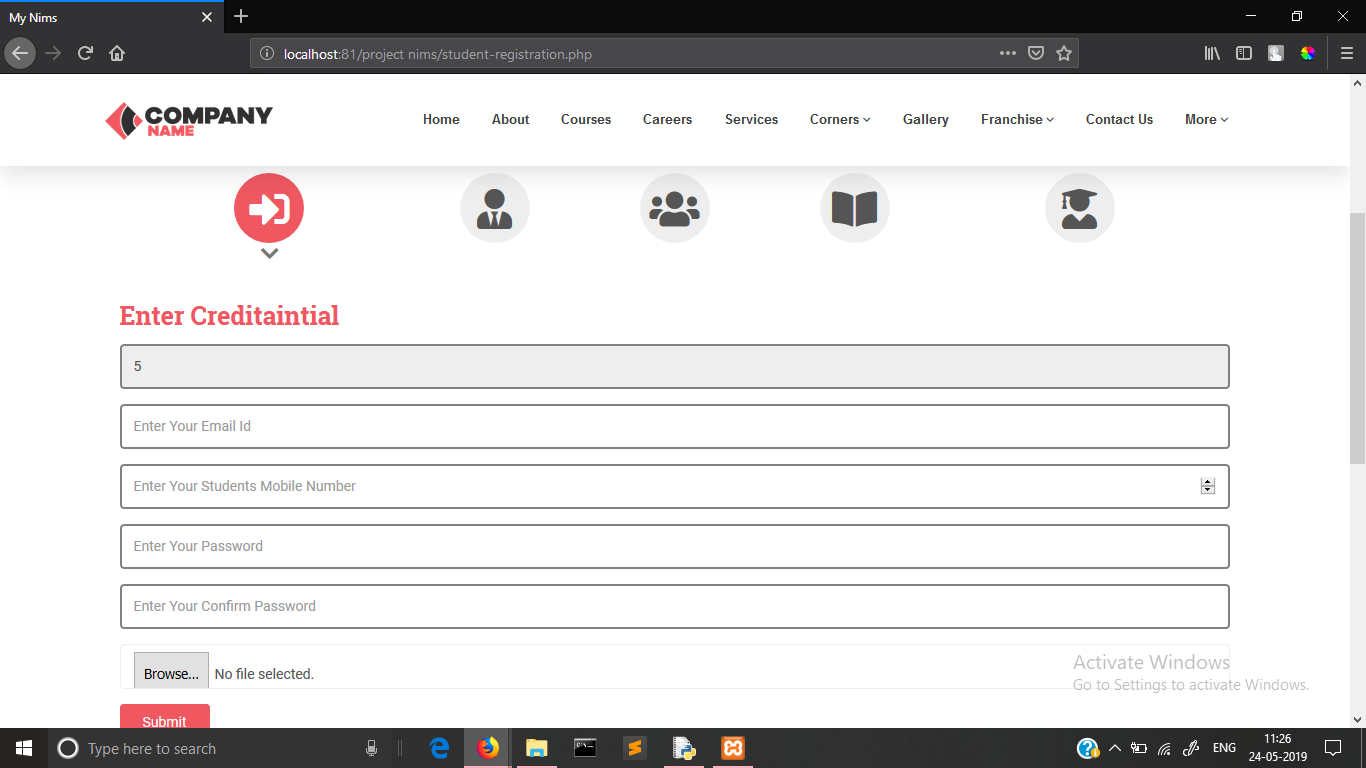 My Nims
localhost:81/project nims/student-registration.php
COMPANY
NAME
Home About Courses Careers Services Corners Gallery Franchise Contact Us More
Enter Creditaintial
5
Enter Your Email Id
Enter Your Students Mobile Number
Enter Your Password
Enter Your Confirm Password
Browse... No file selected.
Activate Windows
Go to Settings to activate Windows.
Submit
Type here to search
ENG
11:26
24-05-2019